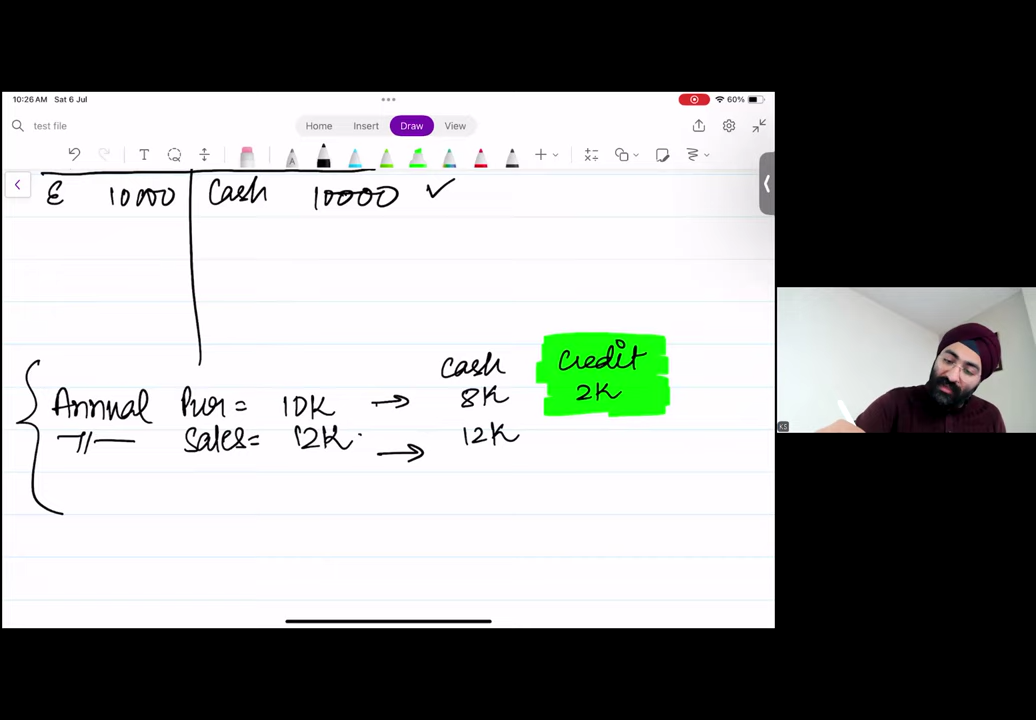 10:26 AM Sat 6 Jul
60%
test file
Home Insert Draw View
T
A
E 10000 Cash 10000 ✓
cash credit
Annual Pur = 10K → 8K 2K
–//– Sales = 12K → 12K
KS